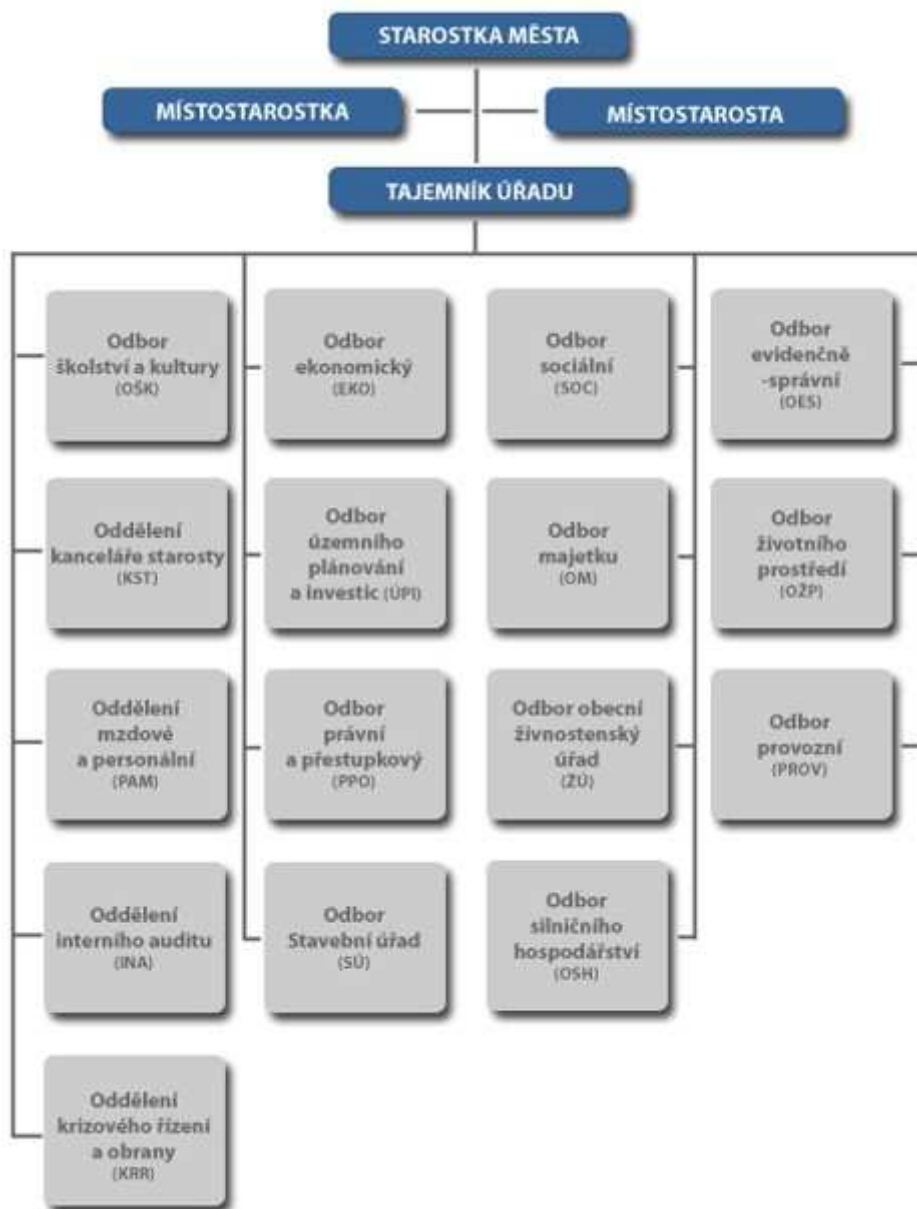 STAROSTKA MĚSTA
MÍSTOSTAROSTKA
MÍSTOSTAROSTA
TAJEMNÍK ÚŘADU
Odbor
školství a kultury
(OŠK)
Odbor
ekonomický
(EKO)
Odbor
sociální
(SOC)
Odbor
evidenčně
-správní
(OES)
Oddělení
kanceláře starosty
(KST)
Odbor
územního
plánování
a investic (ÚPI)
Odbor
majetku
(OM)
Odbor
životního
prostředí
(OŽP)
Oddělení
mzdové
a personální
(PAM)
Odbor
právní
a přestupkový
(PPO)
Odbor obecní
živnostenský
úřad
(ŽÚ)
Odbor
provozní
(PROV)
Oddělení
interního auditu
(INA)
Odbor
Stavební úřad
(SÚ)
Odbor
silničního
hospodářství
(OSH)
Oddělení
krizového řízení
a obrany
(KRR)